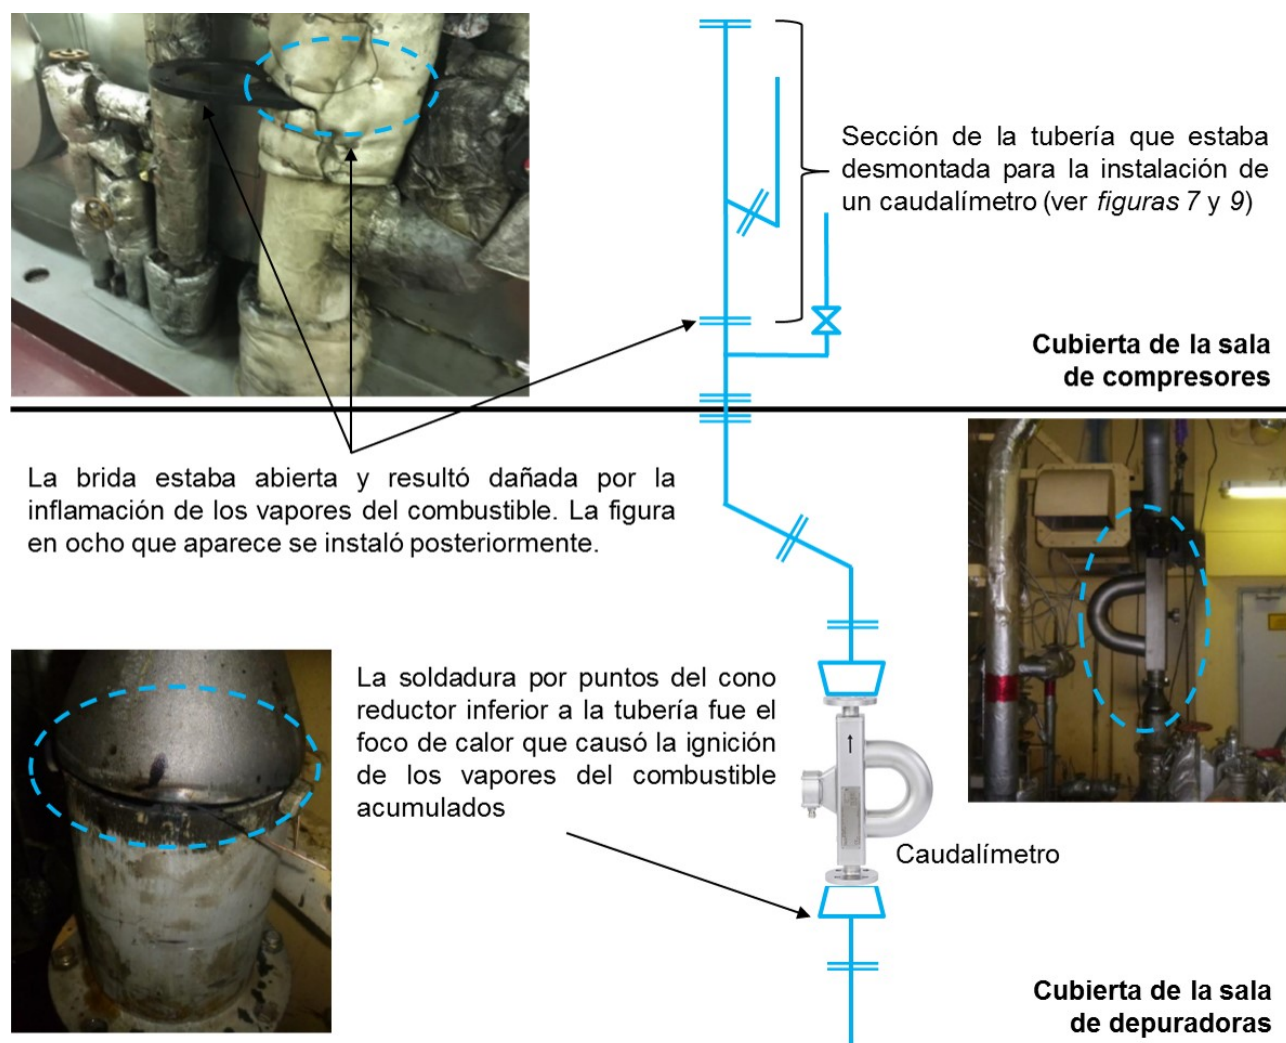 Sección de la tubería que estaba
desmontada para la instalación de
un caudalímetro (ver figuras 7 y 9)
Cubierta de la sala
de compresores
La brida estaba abierta y resultó dañada por la
inflamación de los vapores del combustible. La figura
en ocho que aparece se instaló posteriormente.
La soldadura por puntos del cono
reductor inferior a la tubería fue el
foco de calor que causó la ignición
de los vapores del combustible
acumulados
Caudalímetro
Cubierta de la sala
de depuradoras